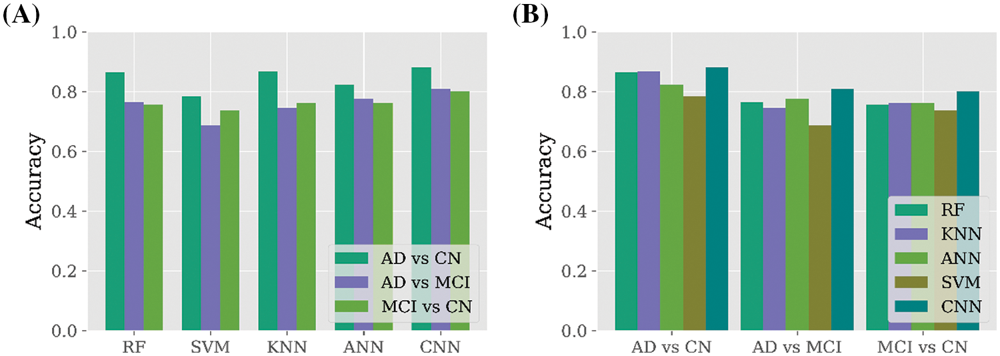 (A)
1.0
0.8
0.6
0.4
0.2
0.0
Accuracy
AD vs CN
AD vs MCI
MCI vs CN
RF SVM KNN ANN CNN
(B)
1.0
0.8
0.6
0.4
0.2
0.0
Accuracy
RF
KNN
ANN
SVM
CNN
AD vs CN AD vs MCI MCI vs CN